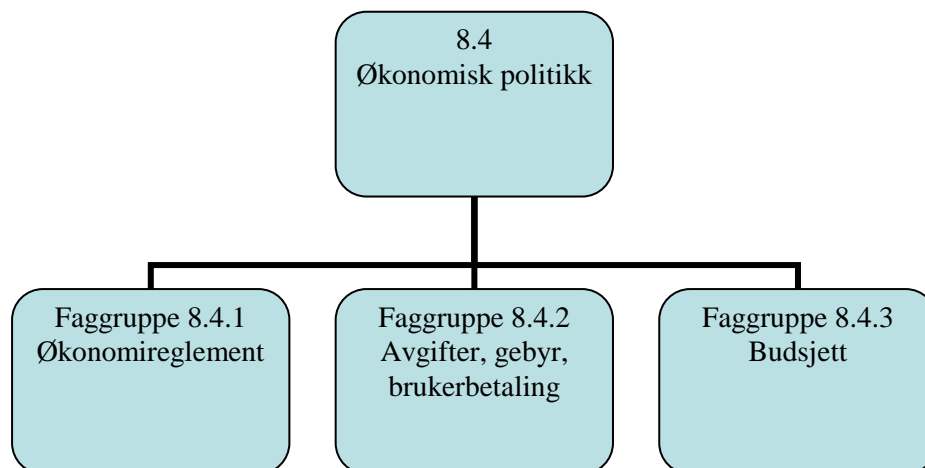 8.4
Økonomisk politikk
Faggruppe 8.4.1
Økonomireglement
Faggruppe 8.4.2
Avgifter, gebyr,
brukerbetaling
Faggruppe 8.4.3
Budsjett